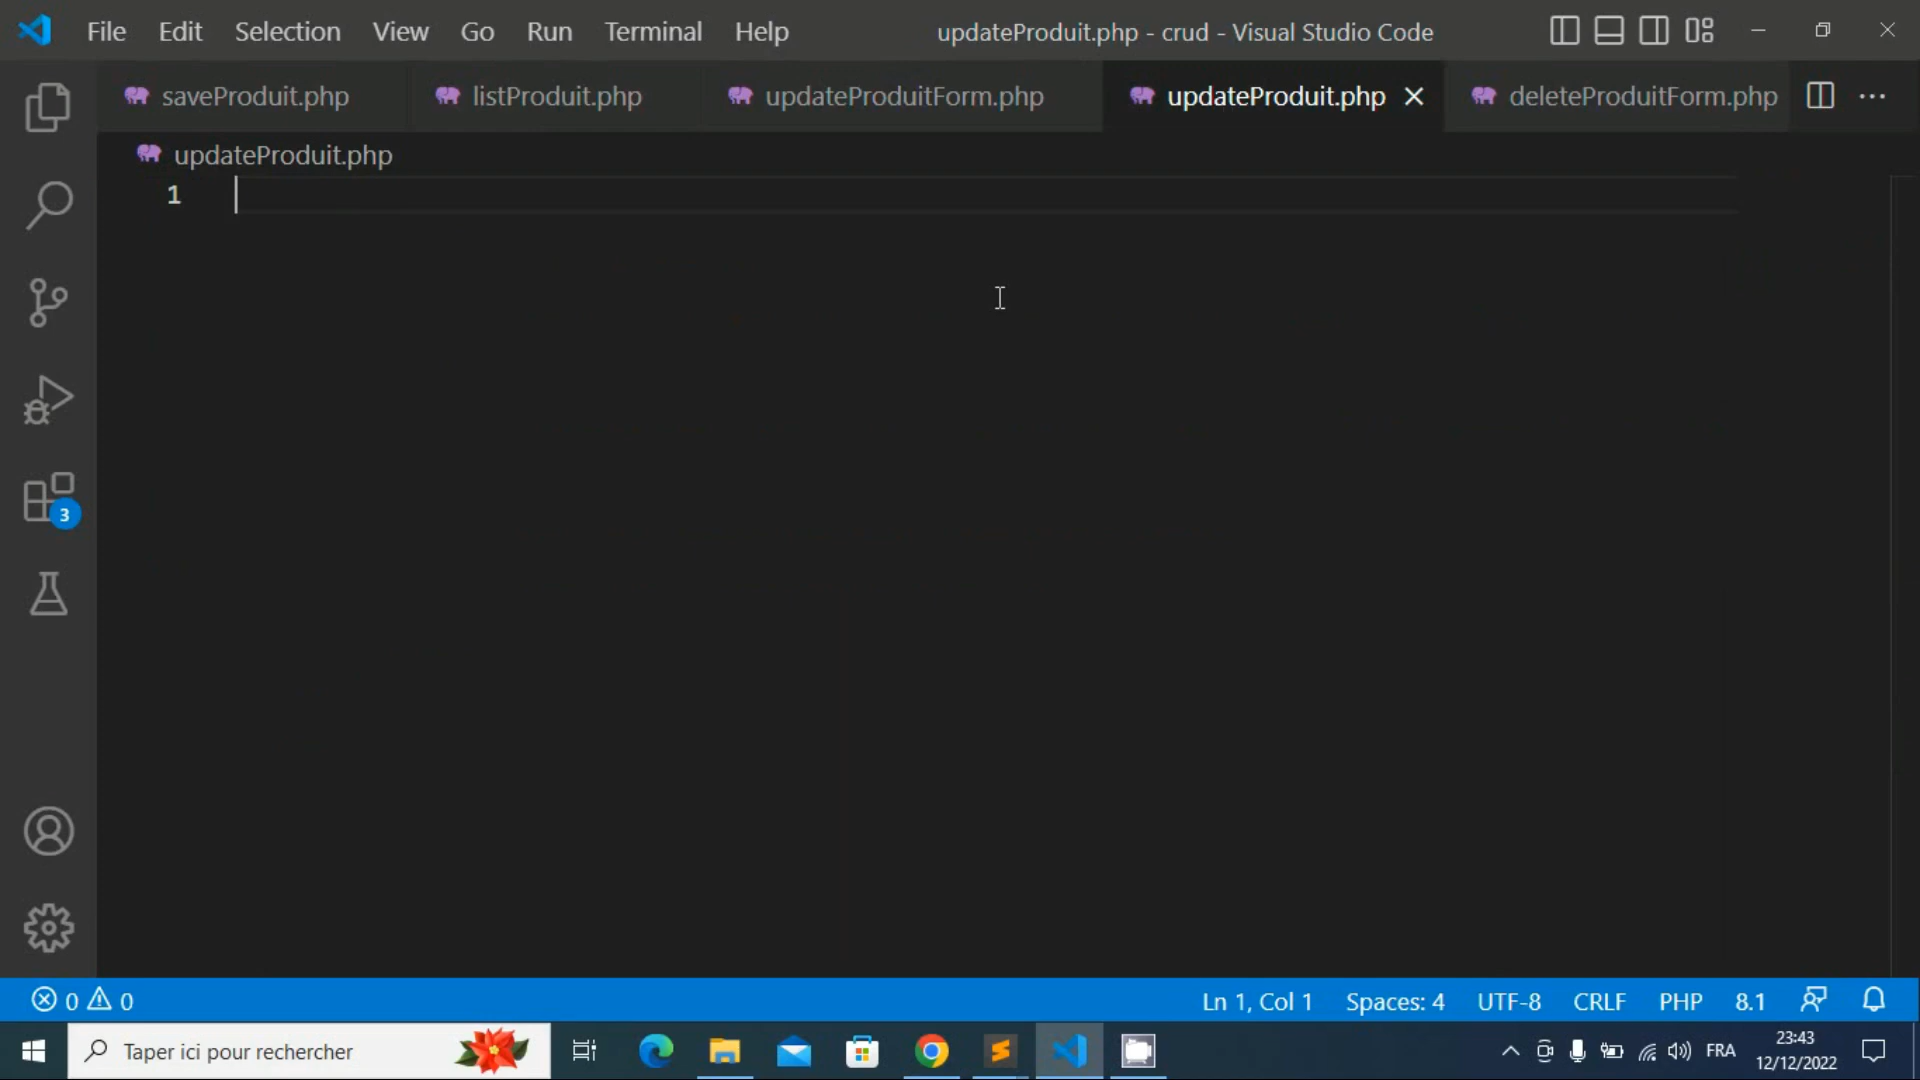 File Edit Selection View Go Run Terminal Help updateProduit.php - crud - Visual Studio Code
saveProduit.php listProduit.php updateProduitForm.php updateProduit.php deleteProduitForm.php
updateProduit.php
1
3
0 0 Ln 1, Col 1 Spaces: 4 UTF-8 CRLF PHP 8.1
Taper ici pour rechercher FRA 23:43
12/12/2022